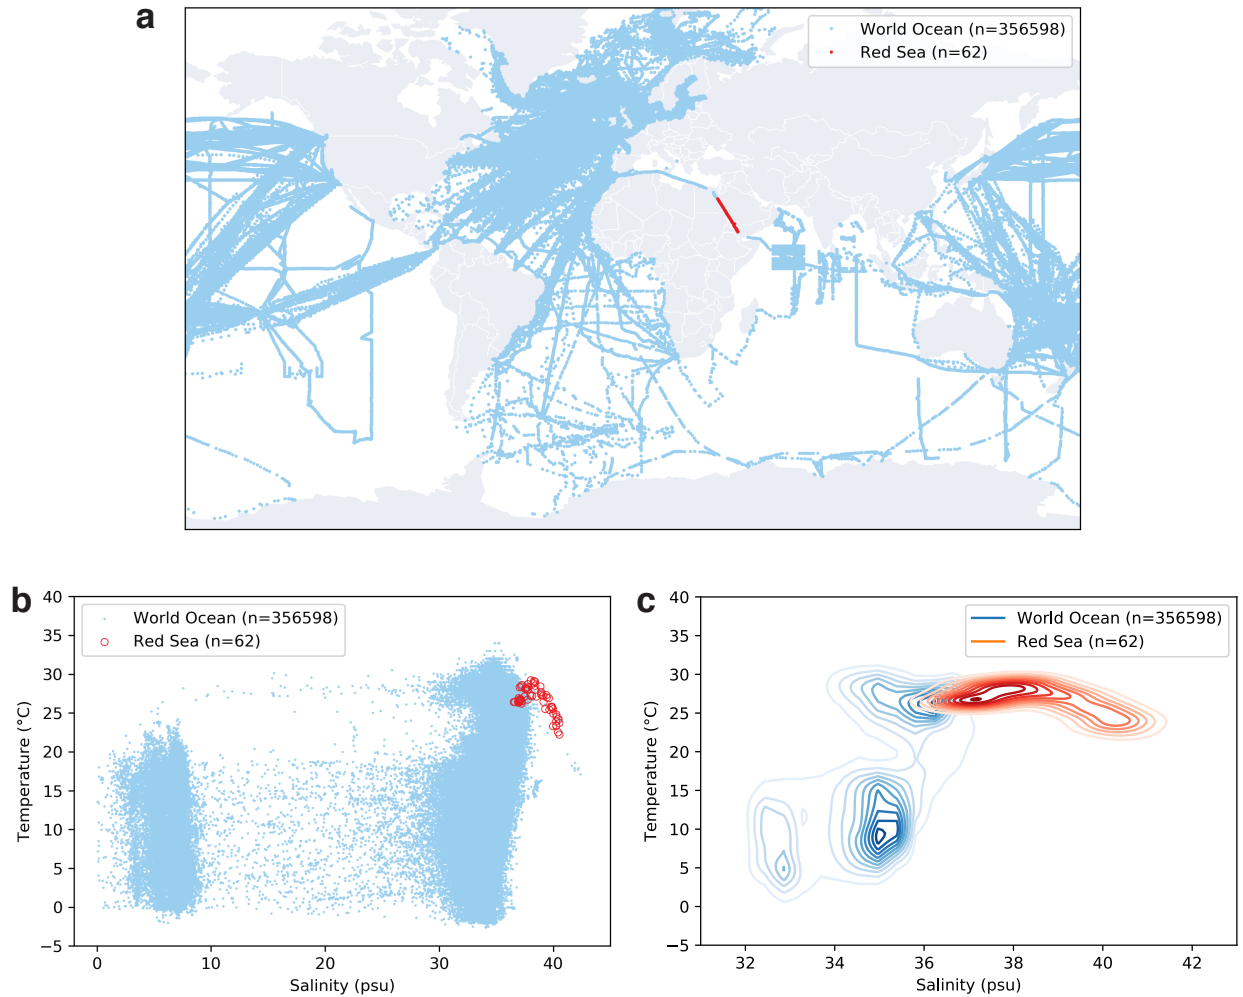 a
World Ocean (n=356598)
Red Sea (n=62)
b
World Ocean (n=356598)
Red Sea (n=62)
40
35
30
25
20
15
10
5
0
−5
Temperature (°C)
0 10 20 30 40
Salinity (psu)
c
World Ocean (n=356598)
Red Sea (n=62)
40
35
30
25
20
15
10
5
0
−5
Temperature (°C)
32 34 36 38 40 42
Salinity (psu)